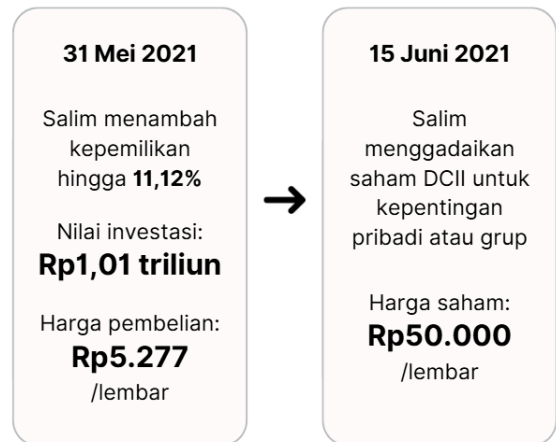 31 Mei 2021
Salim menambah
kepemilikan
hingga 11,12%
Nilai investasi:
Rp1,01 triliun
Harga pembelian:
Rp5.277
/lembar
15 Juni 2021
Salim
menggadaikan
saham DCII untuk
kepentingan
pribadi atau grup
Harga saham:
Rp50.000
/lembar